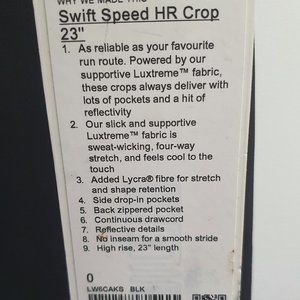 WHY WE MADE THIS
Swift Speed HR Crop
23"
1. As reliable as your favourite
run route. Powered by our
supportive Luxtreme™ fabric,
these crops always deliver with
lots of pockets and a hit of
reflectivity
2. Our slick and supportive
Luxtreme™ fabric is
sweat-wicking, four-way
stretch, and feels cool to the
touch
3. Added Lycra® fibre for stretch
and shape retention
4. Side drop-in pockets
5. Back zippered pocket
6. Continuous drawcord
7. Reflective details
8. No inseam for a smooth stride
9. High rise, 23" length
0
LW6CAKS BLK